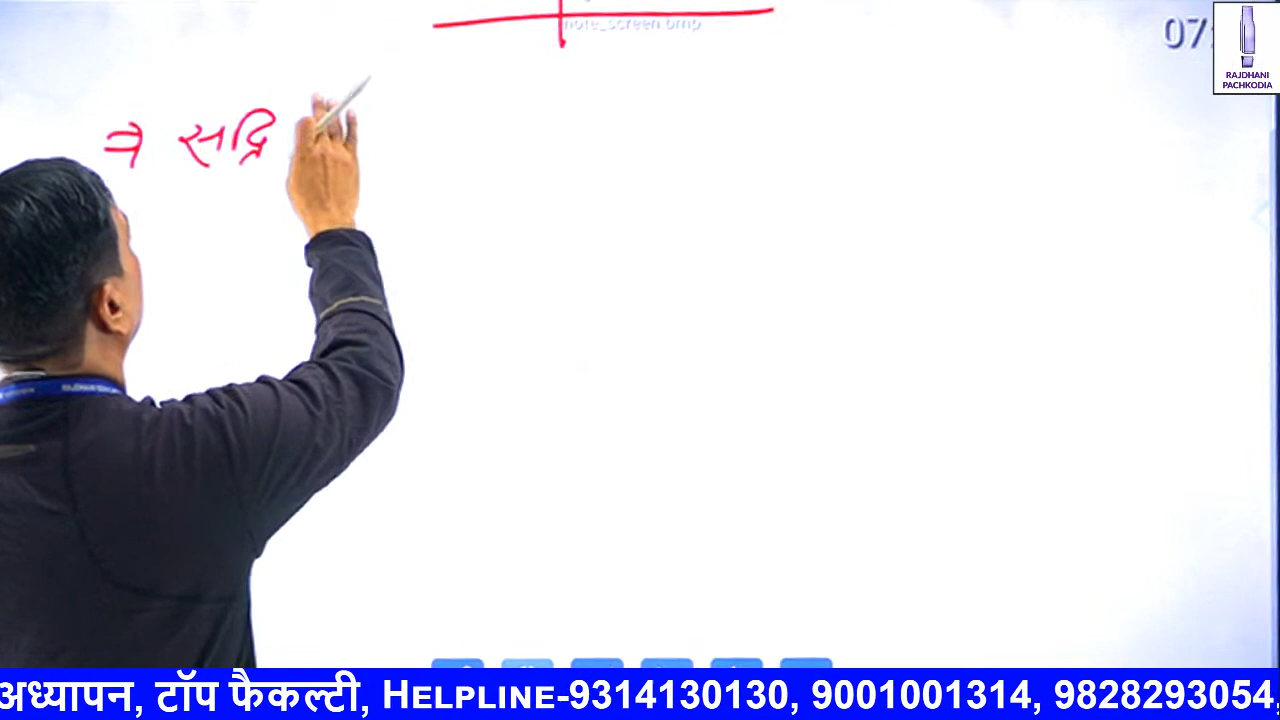 note_screen.bmp
07
RAJDHANI
PACHKODIA
⇒ सद्रि
अध्यापन, टॉप फैकल्टी, HELPLINE-9314130130, 9001001314, 9828293054,